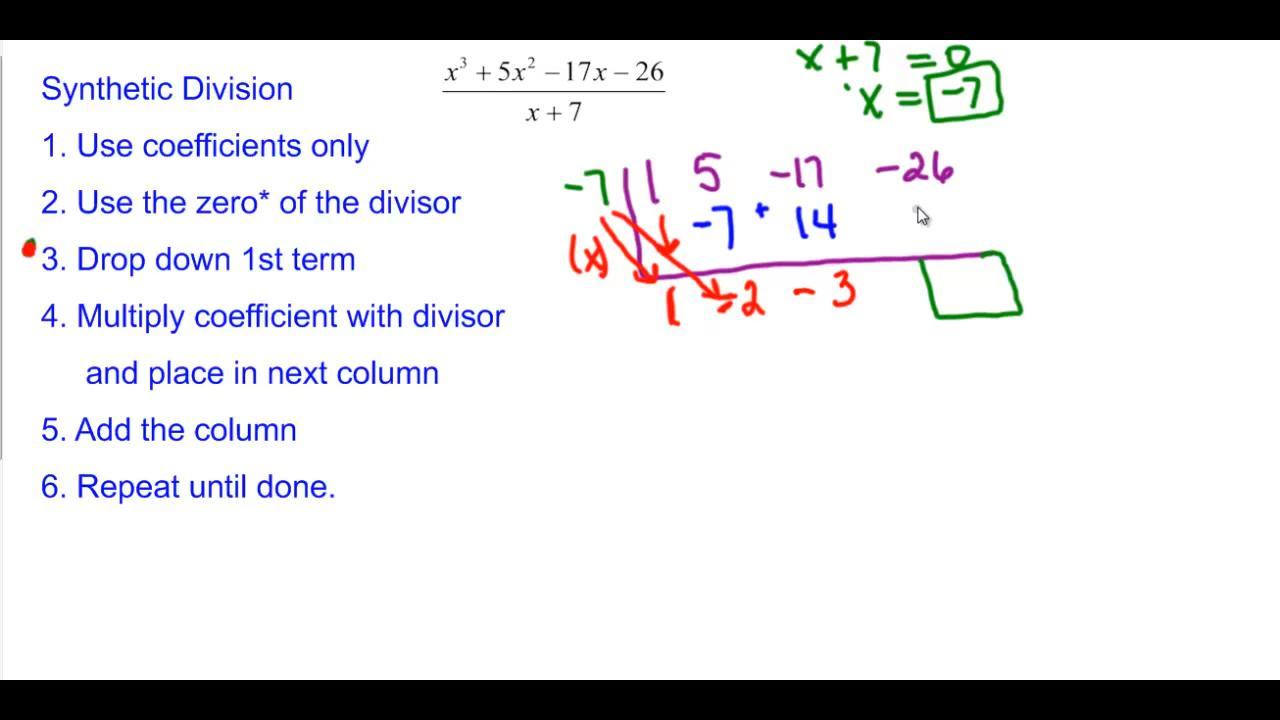 x + 7 = 0
Synthetic Division
x³ + 5x² − 17x − 26
x + 7
x = -7
1. Use coefficients only
-7 1 5 -17 -26
2. Use the zero* of the divisor
-7 + 14
(x)
3. Drop down 1st term
1 -2 -3
4. Multiply coefficient with divisor
and place in next column
5. Add the column
6. Repeat until done.